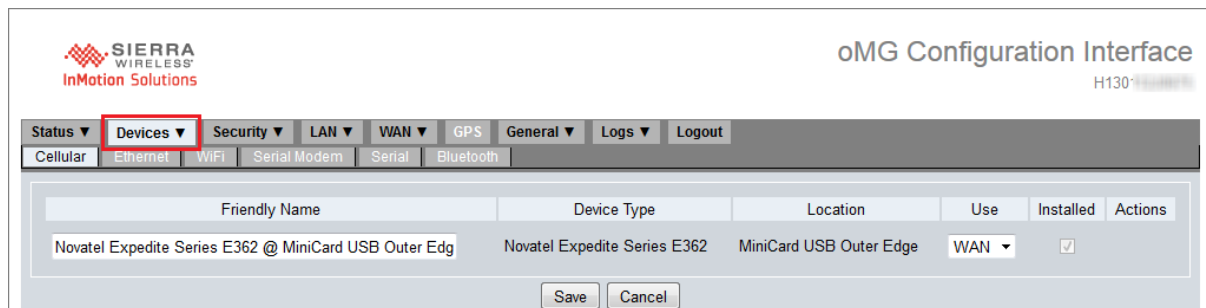 SIERRA
WIRELESS
InMotion Solutions
oMG Configuration Interface
H130
Status ▼ Devices ▼ Security ▼ LAN ▼ WAN ▼ GPS General ▼ Logs ▼ Logout
Cellular Ethernet WiFi Serial Modem Serial Bluetooth
Friendly Name Device Type Location Use Installed Actions
Novatel Expedite Series E362 @ MiniCard USB Outer Edg Novatel Expedite Series E362 MiniCard USB Outer Edge WAN
Save Cancel